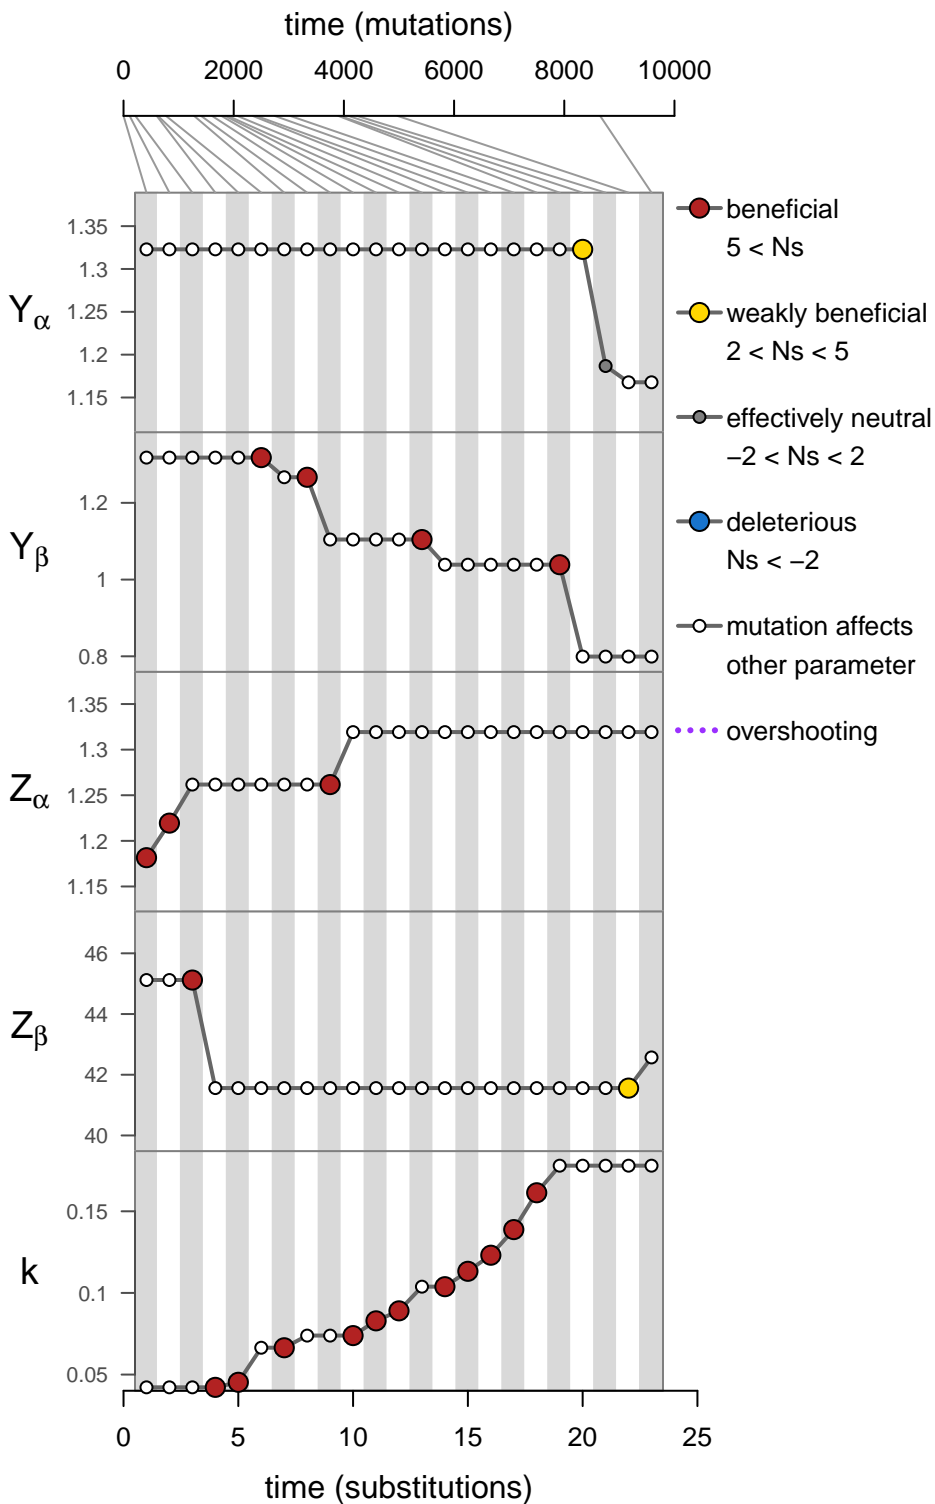 time (mutations)
0 2000 4000 6000 8000 10000
Yα
1.35
1.3
1.25
1.2
1.15
Yβ
1.2
1
0.8
Zα
1.35
1.3
1.25
1.2
1.15
Zβ
46
44
42
40
k
0.15
0.1
0.05
0 5 10 15 20 25
time (substitutions)
beneficial
5 < Ns
weakly beneficial
2 < Ns < 5
effectively neutral
−2 < Ns < 2
deleterious
Ns < −2
mutation affects
other parameter
overshooting